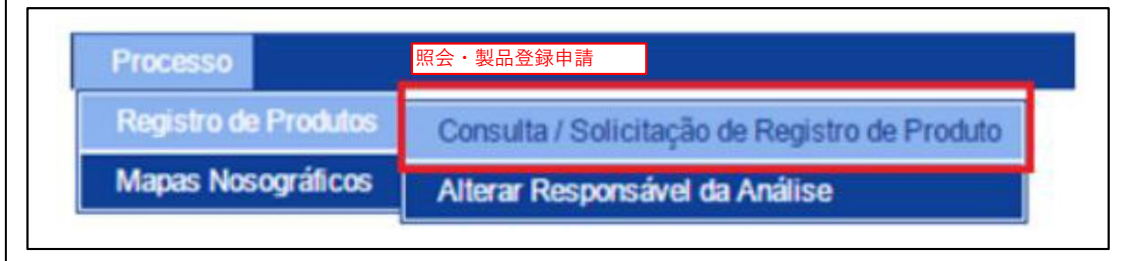 Processo
照会・製品登録申請
Registro de Produtos
Consulta / Solicitação de Registro de Produto
Mapas Nosográficos
Alterar Responsável da Análise